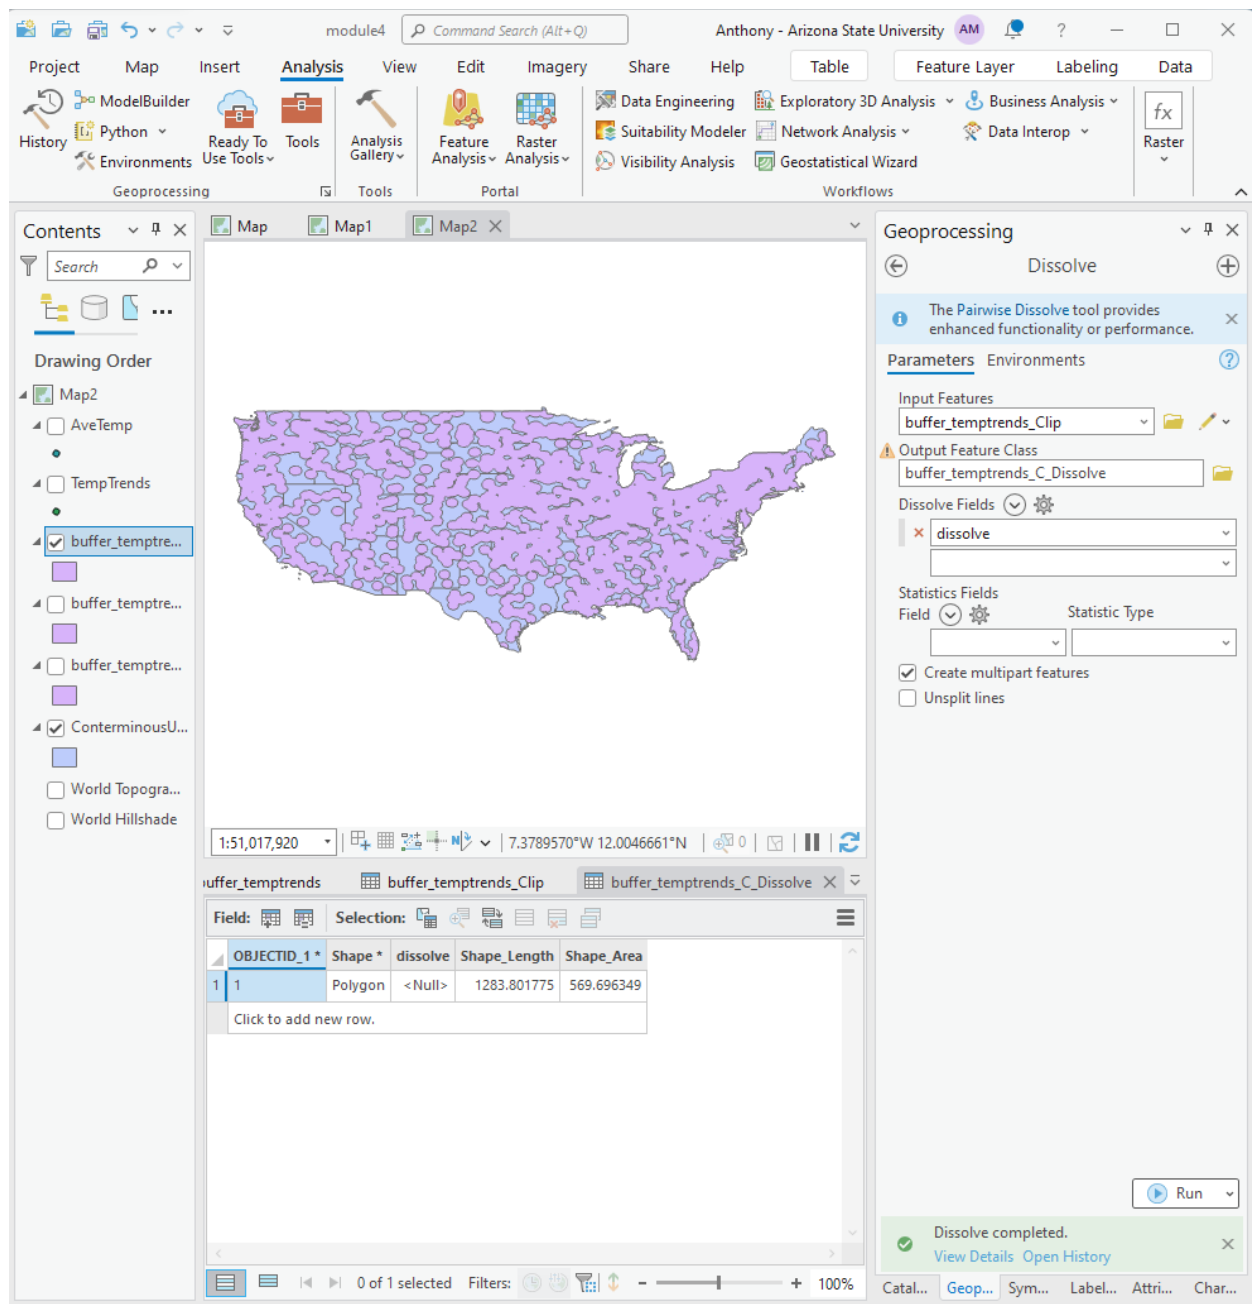 module4
Command Search (Alt+Q)
Anthony - Arizona State University
AM
?
Project Map Insert Analysis View Edit Imagery Share Help Table Feature Layer Labeling Data
History
ModelBuilder
Python
Environments
Ready To
Use Tools
Tools
Geoprocessing
Analysis
Gallery
Tools
Feature
Analysis
Raster
Analysis
Portal
Data Engineering
Exploratory 3D Analysis
Business Analysis
Suitability Modeler
Network Analysis
Data Interop
Visibility Analysis
Geostatistical Wizard
Workflows
fx
Raster
Contents
Search
Drawing Order
Map2
AveTemp
TempTrends
buffer_temptre...
buffer_temptre...
buffer_temptre...
ConterminousU...
World Topogra...
World Hillshade
Map Map1 Map2
1:51,017,920
N
7.3789570°W 12.0046661°N
0
uffer_temptrends buffer_temptrends_Clip buffer_temptrends_C_Dissolve
Field: Selection:
OBJECTID_1 * Shape * dissolve Shape_Length Shape_Area
1 1 Polygon <Null> 1283.801775 569.696349
Click to add new row.
0 of 1 selected Filters: - + 100%
Geoprocessing
Dissolve
The Pairwise Dissolve tool provides
enhanced functionality or performance.
Parameters Environments
?
Input Features
buffer_temptrends_Clip
Output Feature Class
buffer_temptrends_C_Dissolve
Dissolve Fields
dissolve
Statistics Fields
Field Statistic Type
Create multipart features
Unsplit lines
Run
Dissolve completed.
View Details Open History
Catal... Geop... Sym... Label... Attri... Char...